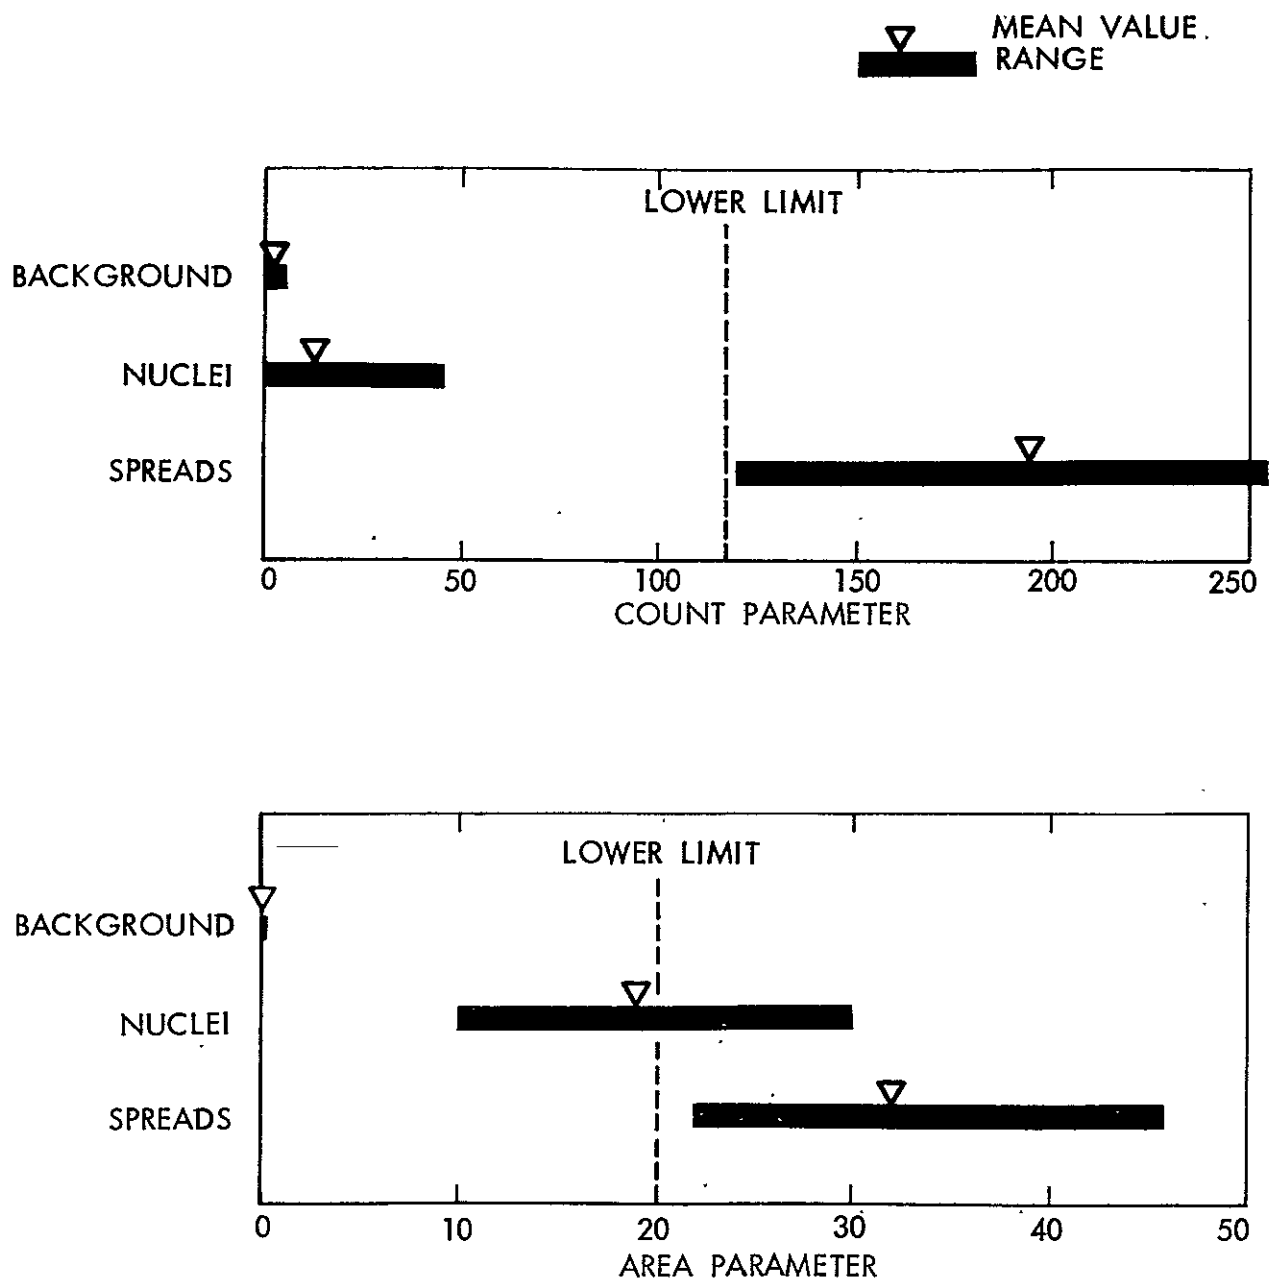 MEAN VALUE.
RANGE
LOWER LIMIT
BACKGROUND
NUCLEI
SPREADS
0 50 100 150 200 250
COUNT PARAMETER
LOWER LIMIT
BACKGROUND
NUCLEI
SPREADS
0 10 20 30 40 50
AREA PARAMETER